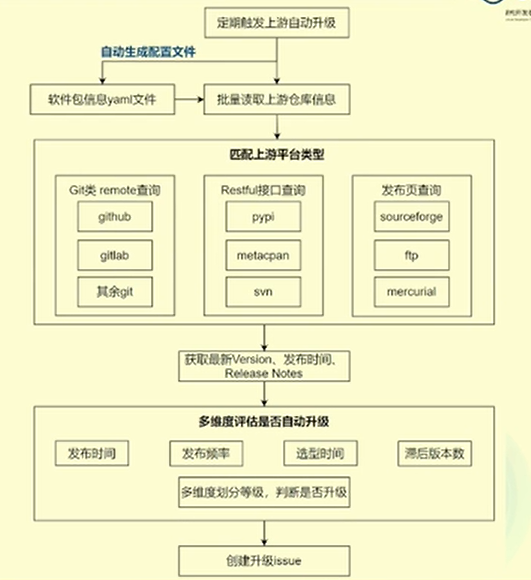 定期触发上游自动升级
自动生成配置文件
软件包信息yaml文件
批量读取上游仓库信息
匹配上游平台类型
Git类 remote查询
Restful接口查询
发布页查询
github
pypi
sourceforge
gitlab
metacpan
ftp
其余git
svn
mercurial
获取最新Version、发布时间、
Release Notes
多维度评估是否自动升级
发布时间
发布频率
选型时间
滞后版本数
多维度划分等级，判断是否升级
创建升级issue